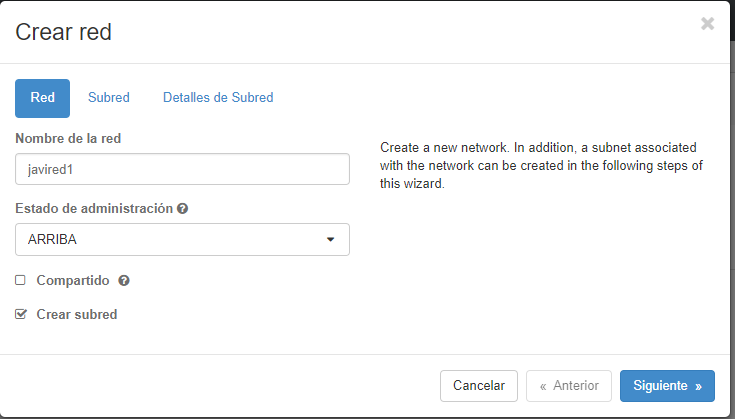 Crear red
×
Red Subred Detalles de Subred
Nombre de la red
javired1
Estado de administración ?
ARRIBA
Compartido ?
Crear subred
Create a new network. In addition, a subnet associated
with the network can be created in the following steps of
this wizard.
Cancelar « Anterior Siguiente »